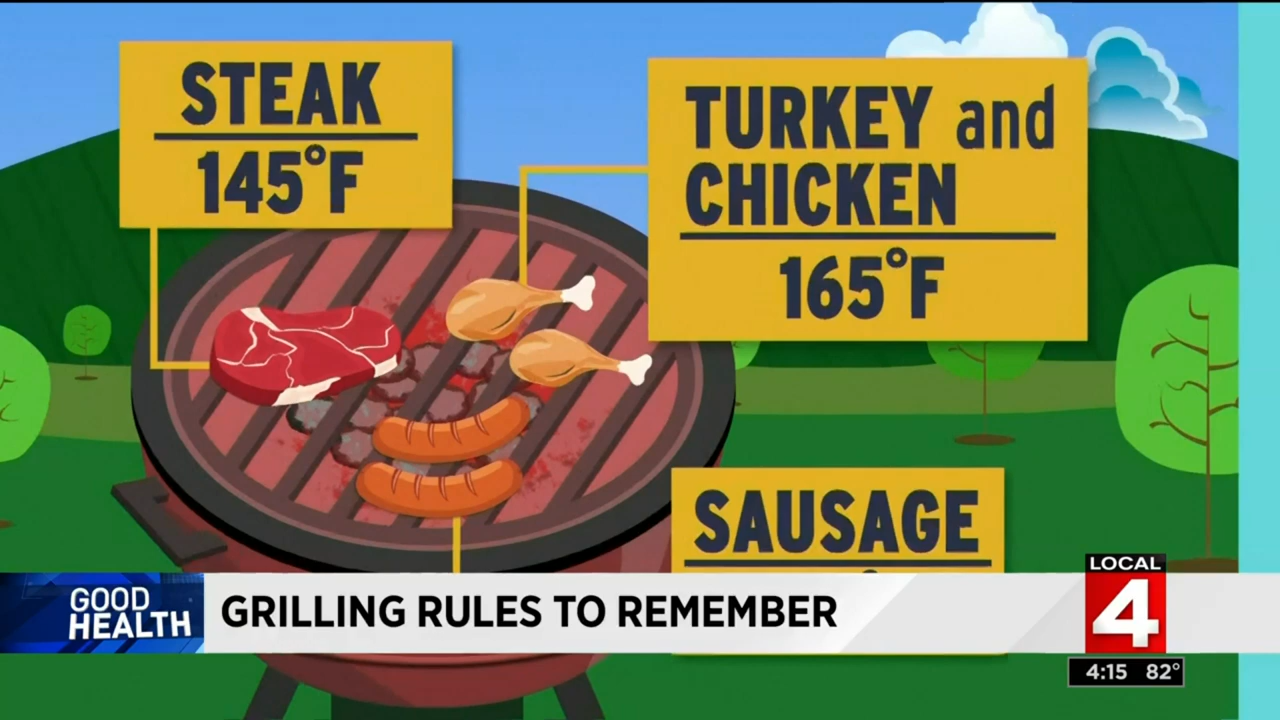 STEAK
145°F
TURKEY and
CHICKEN
165°F
SAUSAGE
GOOD
HEALTH
GRILLING RULES TO REMEMBER
LOCAL
4
4:15 82°